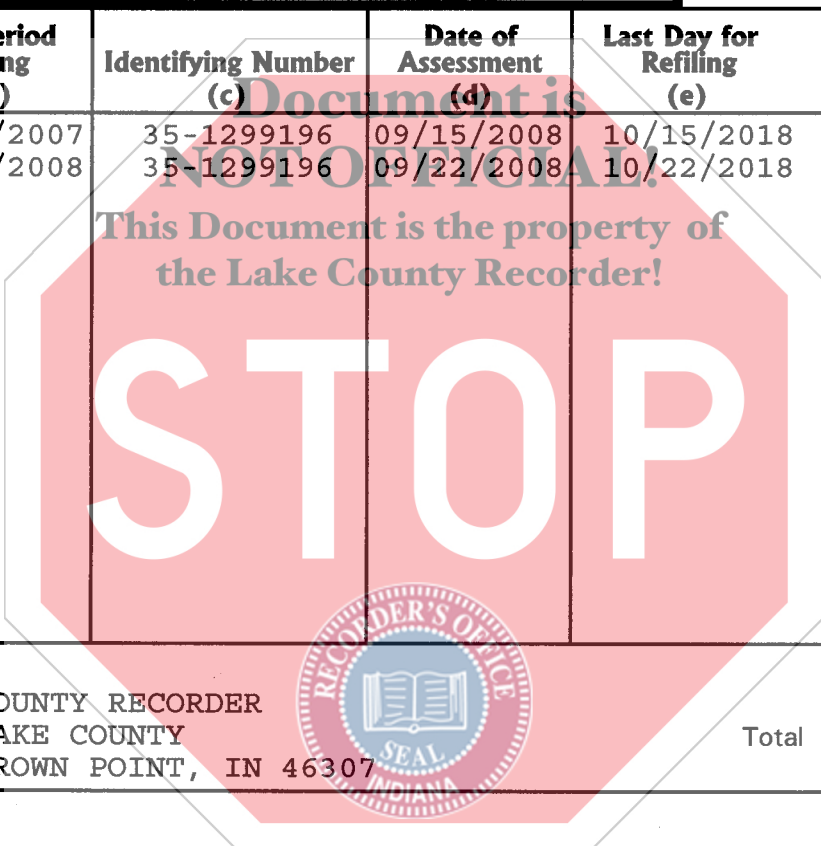 eriod
ng
)
Identifying Number
(c)
Date of
Assessment
(d)
Last Day for
Refiling
(e)
/2007 35-1299196 09/15/2008 10/15/2018
/2008 35-1299196 09/22/2008 10/22/2018
Document is
NOT OFFICIAL!
This Document is the property of
the Lake County Recorder!
STOP
RECORDER'S OFFICE
SEAL
INDIANA
OUNTY RECORDER
AKE COUNTY
ROWN POINT, IN 46307
Total